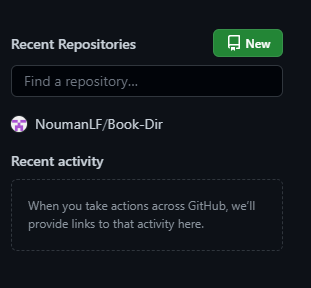 Recent Repositories
New
Find a repository...
NoumanLF/Book-Dir
Recent activity
When you take actions across GitHub, we'll
provide links to that activity here.